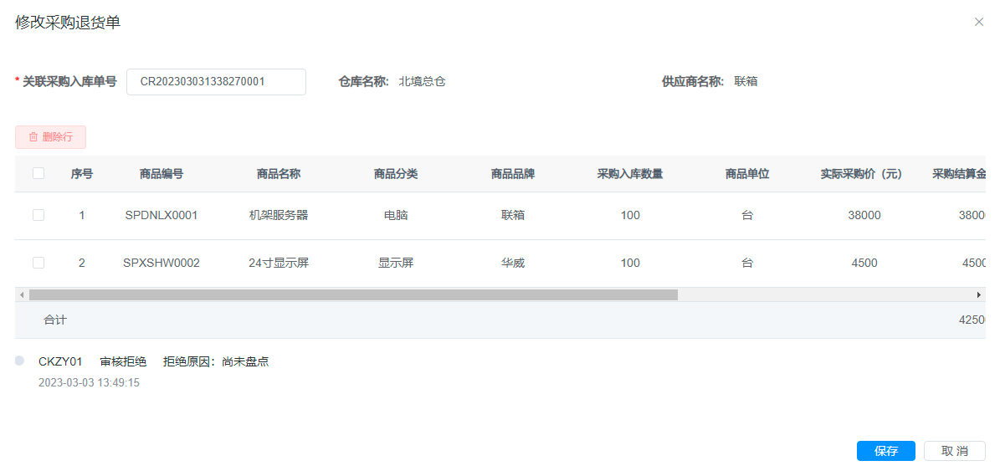 修改采购退货单
* 关联采购入库单号 CR202303031338270001 仓库名称: 北境总仓 供应商名称: 联箱
删除行
序号 商品编号 商品名称 商品分类 商品品牌 采购入库数量 商品单位 实际采购价（元） 采购结算金
1 SPDNLX0001 机架服务器 电脑 联箱 100 台 38000 3800
2 SPXSHW0002 24寸显示屏 显示屏 华威 100 台 4500 4500
合计 42500
CKZY01 审核拒绝 拒绝原因：尚未盘点
2023-03-03 13:49:15
保存 取 消